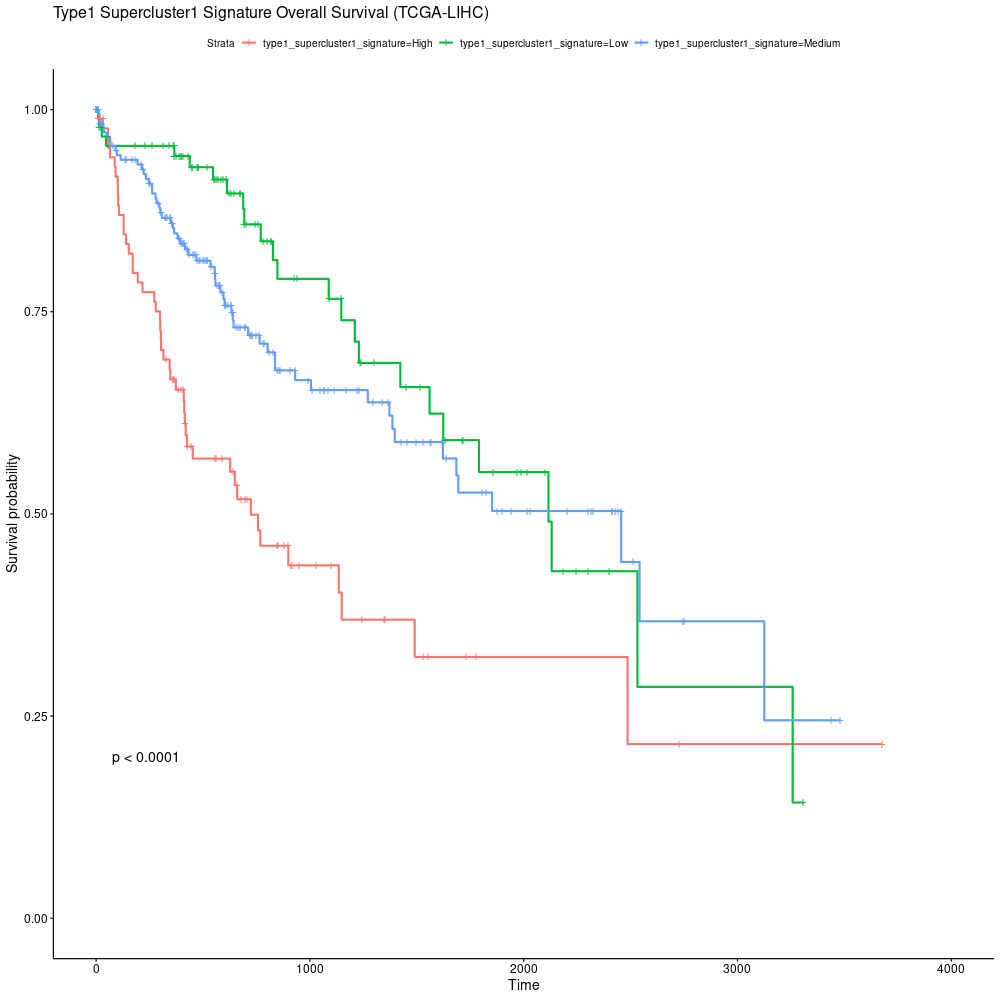 Type1 Supercluster1 Signature Overall Survival (TCGA-LIHC)
Strata type1_supercluster1_signature=High type1_supercluster1_signature=Low type1_supercluster1_signature=Medium
1.00
0.75
0.50
0.25
0.00
Survival probability
p < 0.0001
0 1000 2000 3000 4000
Time